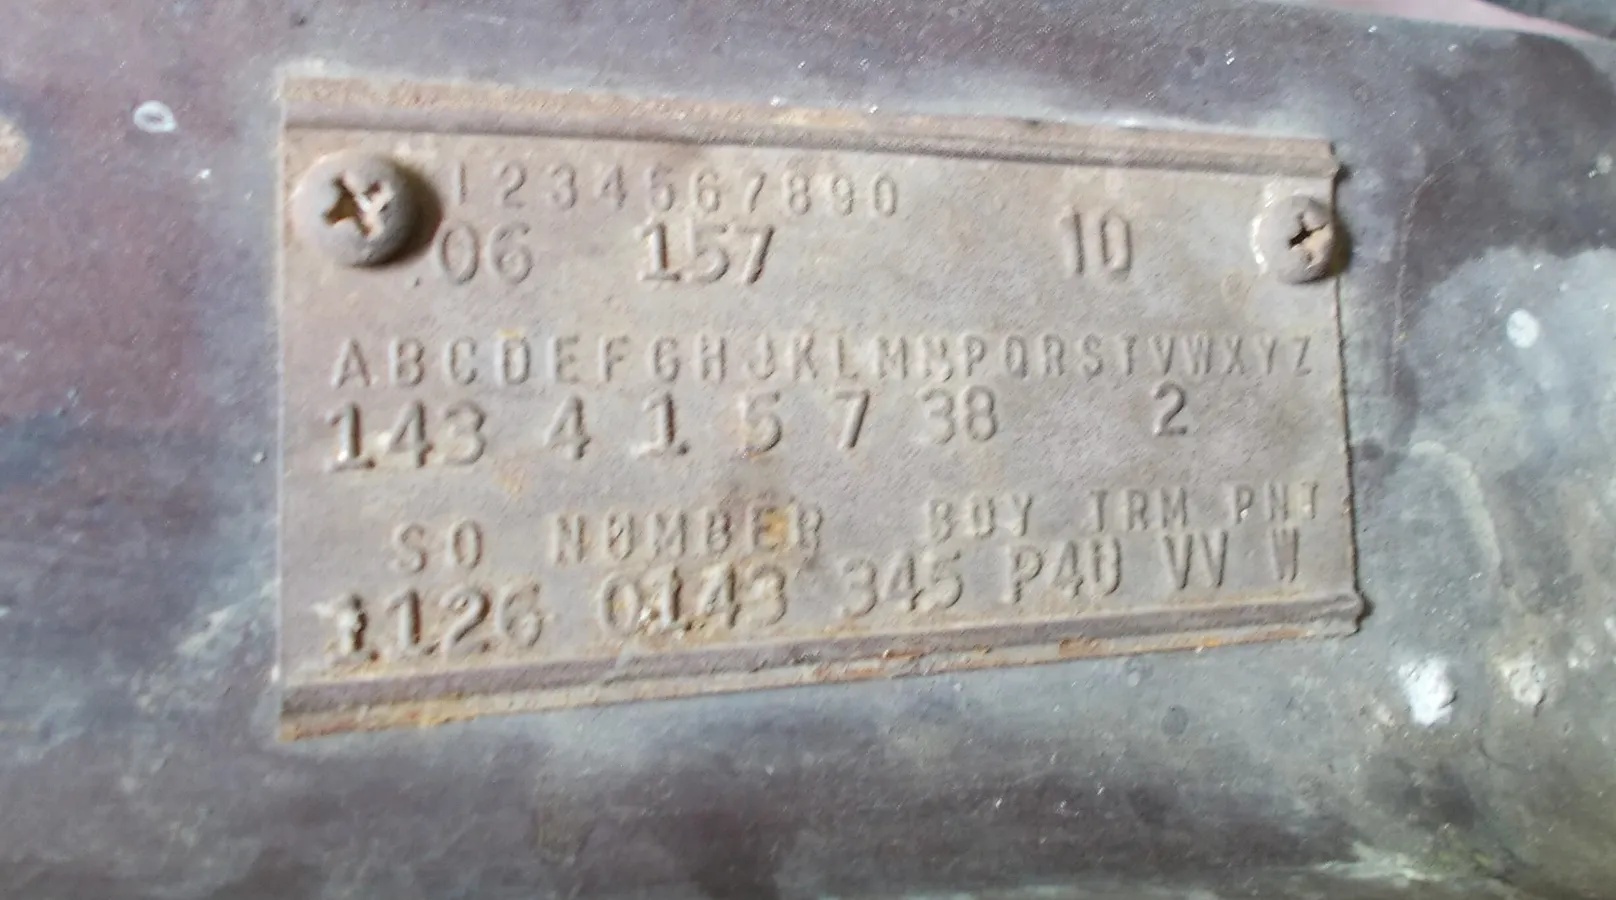 1234567890
06 157 10
ABCDEFGHJKLMNPQRSTVWXYZ
143 4 1 5 7 38 2
SO NUMBER BDY TRM PNT
1126 0143 345 P4U VV W